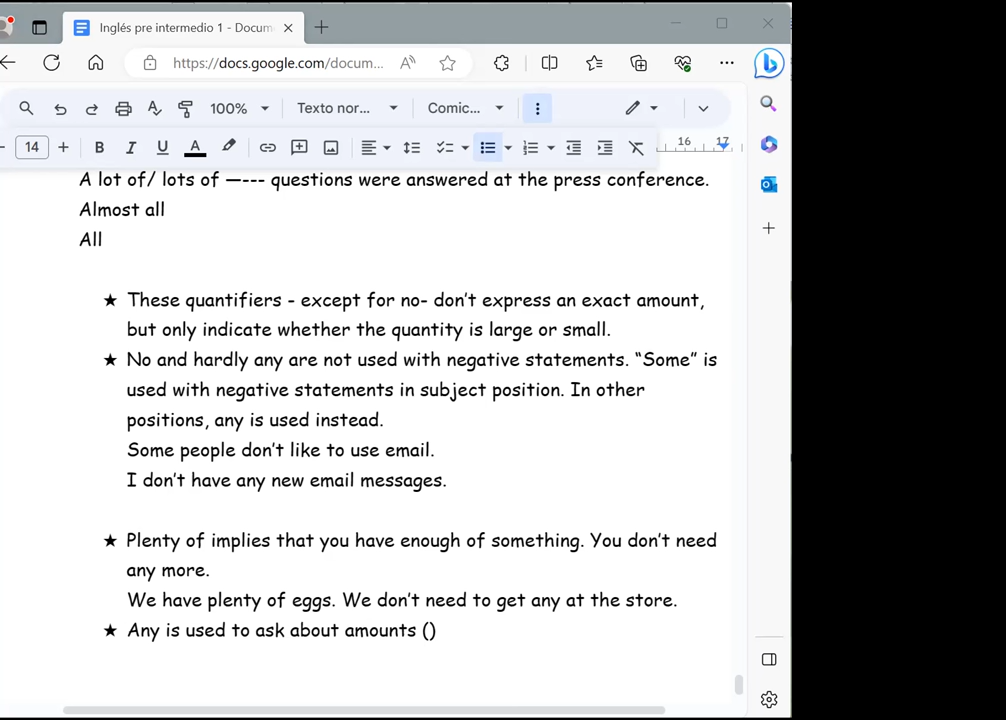 Inglés pre intermedio 1 - Docum
https://docs.google.com/docum...
100% Texto nor... Comic...
14
16 17
A lot of/ lots of —--- questions were answered at the press conference.
Almost all
All
★ These quantifiers - except for no- don’t express an exact amount,
but only indicate whether the quantity is large or small.
★ No and hardly any are not used with negative statements. “Some” is
used with negative statements in subject position. In other
positions, any is used instead.
Some people don’t like to use email.
I don’t have any new email messages.
★ Plenty of implies that you have enough of something. You don’t need
any more.
We have plenty of eggs. We don’t need to get any at the store.
★ Any is used to ask about amounts ()